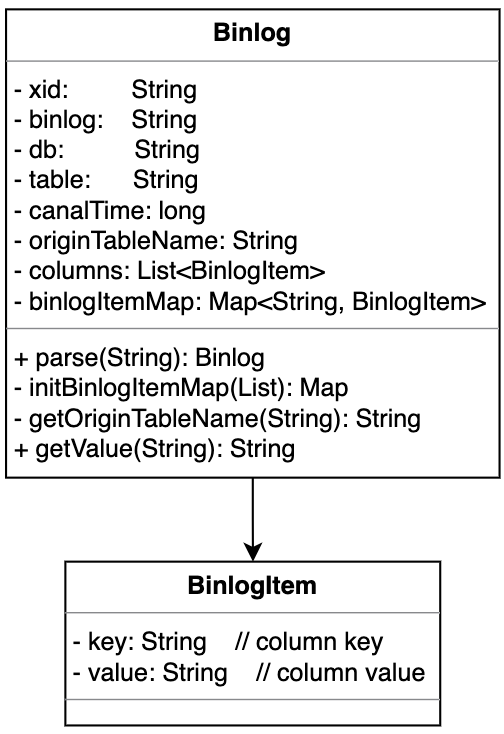 Binlog
- xid: String
- binlog: String
- db: String
- table: String
- canalTime: long
- originTableName: String
- columns: List<BinlogItem>
- binlogItemMap: Map<String, BinlogItem>
+ parse(String): Binlog
- initBinlogItemMap(List): Map
- getOriginTableName(String): String
+ getValue(String): String
BinlogItem
- key: String // column key
- value: String // column value